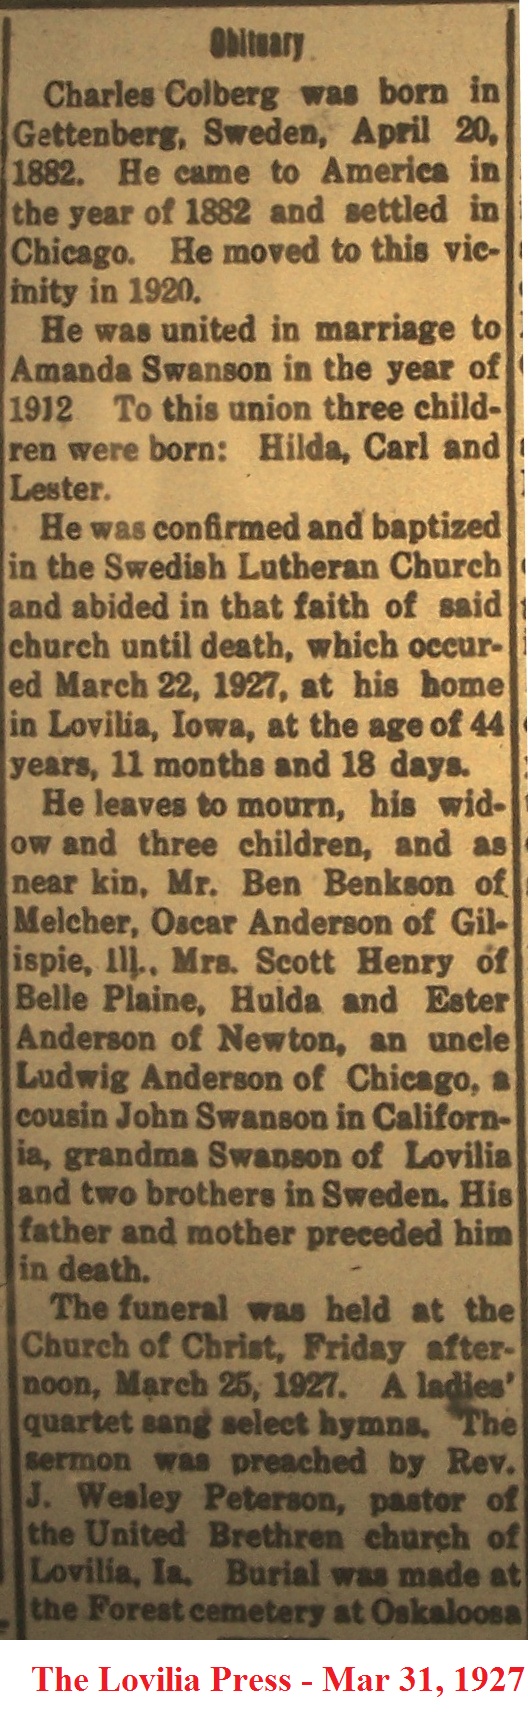 Obituary
Charles Colberg was born in
Gettenberg, Sweden, April 20,
1882. He came to America in
the year of 1882 and settled in
Chicago. He moved to this vic-
inity in 1920.
He was united in marriage to
Amanda Swanson in the year of
1912 To this union three child-
ren were born: Hilda, Carl and
Lester.
He was confirmed and baptized
in the Swedish Lutheran Church
and abided in that faith of said
church until death, which occur-
ed March 22, 1927, at his home
in Lovilia, Iowa, at the age of 44
years, 11 months and 18 days.
He leaves to mourn, his wid-
ow and three children, and as
near kin, Mr. Ben Benkson of
Melcher, Oscar Anderson of Gil-
ispie, Ill., Mrs. Scott Henry of
Belle Plaine, Hulda and Ester
Anderson of Newton, an uncle
Ludwig Anderson of Chicago, a
cousin John Swanson in Californ-
ia, grandma Swanson of Lovilia
and two brothers in Sweden. His
father and mother preceded him
in death.
The funeral was held at the
Church of Christ, Friday after-
noon, March 25, 1927. A ladies'
quartet sang select hymns. The
sermon was preached by Rev.
J. Wesley Peterson, pastor of
the United Brethren church of
Lovilia, Ia. Burial was made at
the Forest cemetery at Oskaloosa
The Lovilia Press - Mar 31, 1927